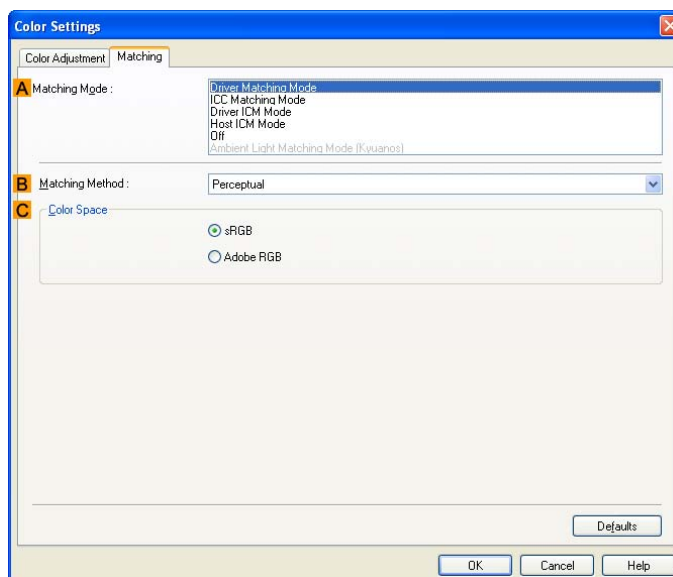 Color Settings
Color Adjustment Matching
A Matching Mode :
Driver Matching Mode
ICC Matching Mode
Driver ICM Mode
Host ICM Mode
Off
Ambient Light Matching Mode (Kyuanos)
B Matching Method : Perceptual
C Color Space
sRGB
Adobe RGB
Defaults
OK Cancel Help